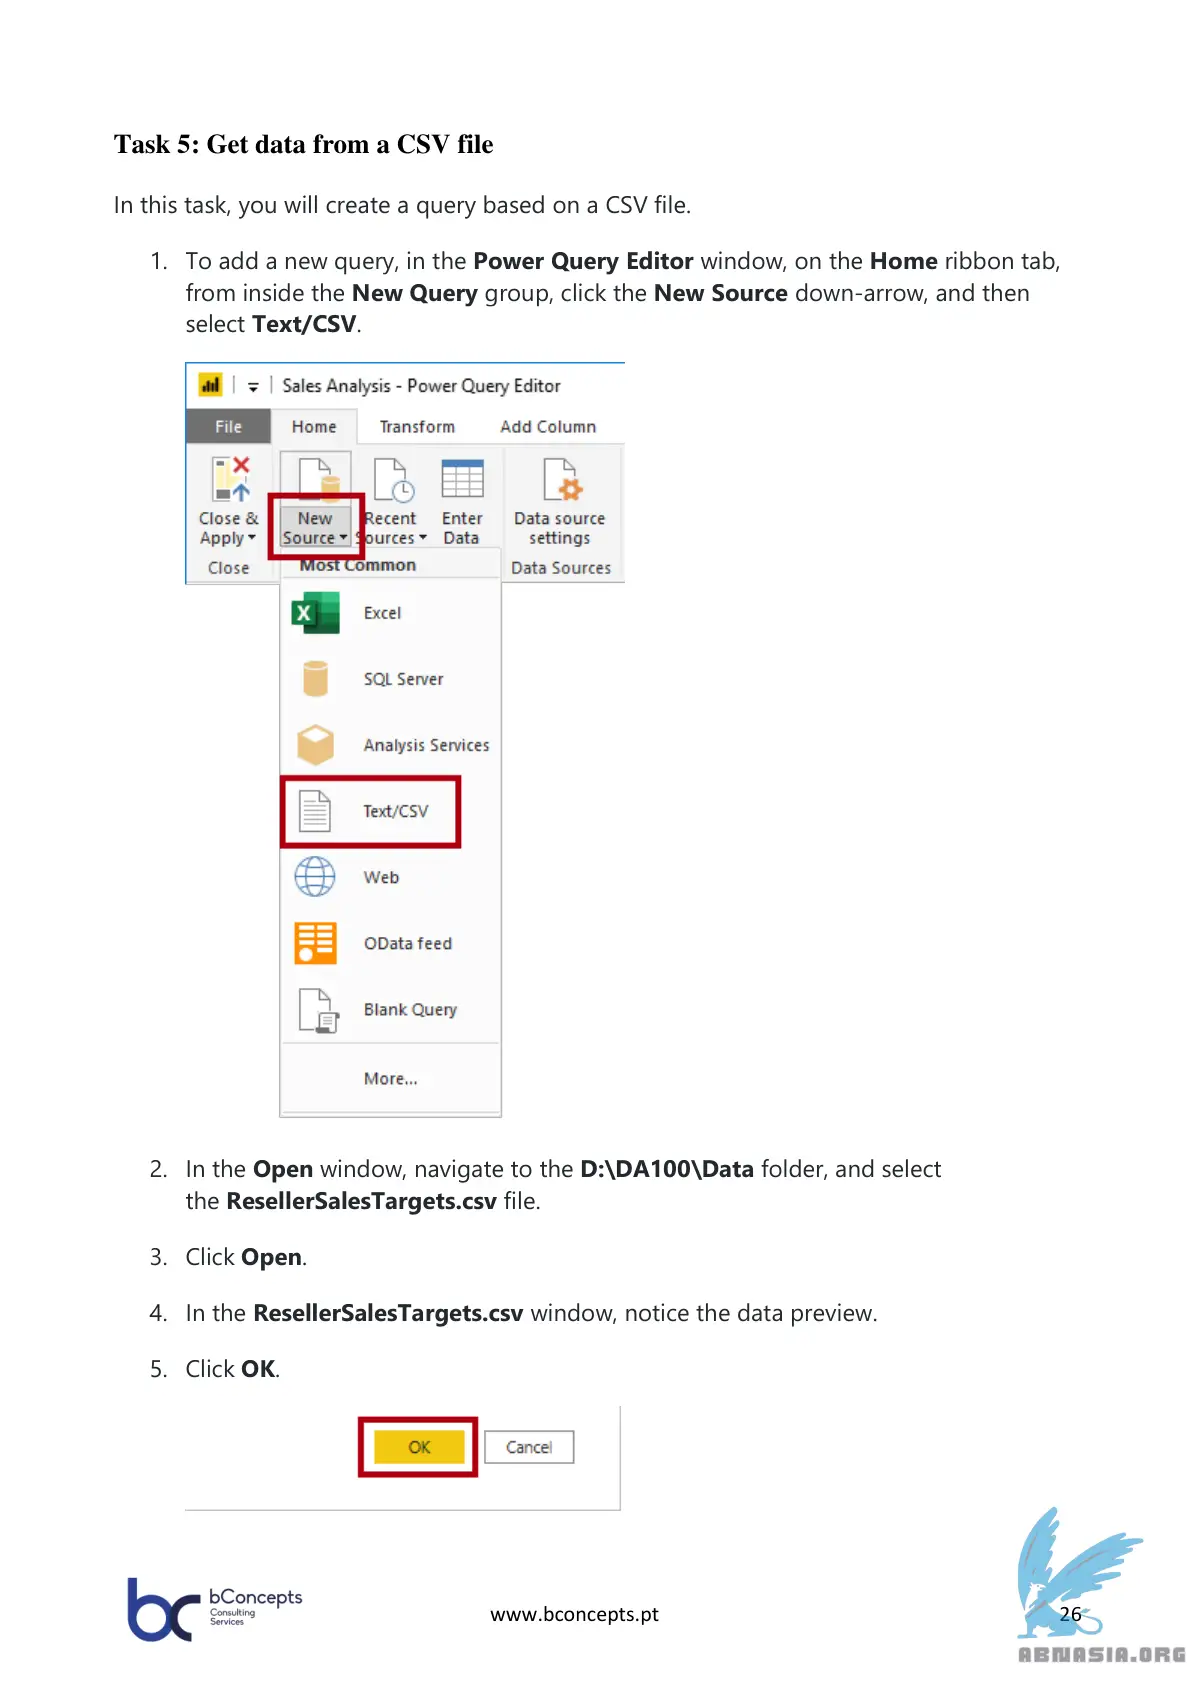 Task 5: Get data from a CSV file
In this task, you will create a query based on a CSV file.
1. To add a new query, in the Power Query Editor window, on the Home ribbon tab,
from inside the New Query group, click the New Source down-arrow, and then
select Text/CSV.
Sales Analysis - Power Query Editor
File Home Transform Add Column
Close & New Recent Enter Data source
Apply Source Sources Data settings
Close Most Common Data Sources
Excel
SQL Server
Analysis Services
Text/CSV
Web
OData feed
Blank Query
More...
2. In the Open window, navigate to the D:\DA100\Data folder, and select
the ResellerSalesTargets.csv file.
3. Click Open.
4. In the ResellerSalesTargets.csv window, notice the data preview.
5. Click OK.
OK Cancel
bc bConcepts
Consulting
Services
www.bconcepts.pt
26
ABNASIA.ORG